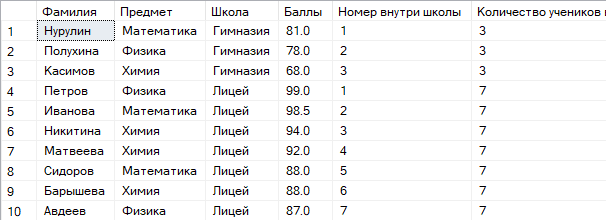 Фамилия Предмет Школа Баллы Номер внутри школы Количество учеников
1 Нурулин Математика Гимназия 81.0 1 3
2 Полухина Физика Гимназия 78.0 2 3
3 Касимов Химия Гимназия 68.0 3 3
4 Петров Физика Лицей 99.0 1 7
5 Иванова Математика Лицей 98.5 2 7
6 Никитина Химия Лицей 94.0 3 7
7 Матвеева Химия Лицей 92.0 4 7
8 Сидоров Математика Лицей 88.0 5 7
9 Барышева Химия Лицей 88.0 6 7
10 Авдеев Физика Лицей 87.0 7 7